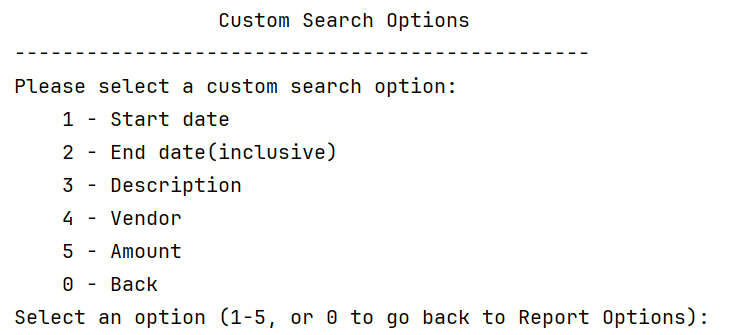 Custom Search Options
------------------------------------------------
Please select a custom search option:
1 - Start date
2 - End date(inclusive)
3 - Description
4 - Vendor
5 - Amount
0 - Back
Select an option (1-5, or 0 to go back to Report Options):